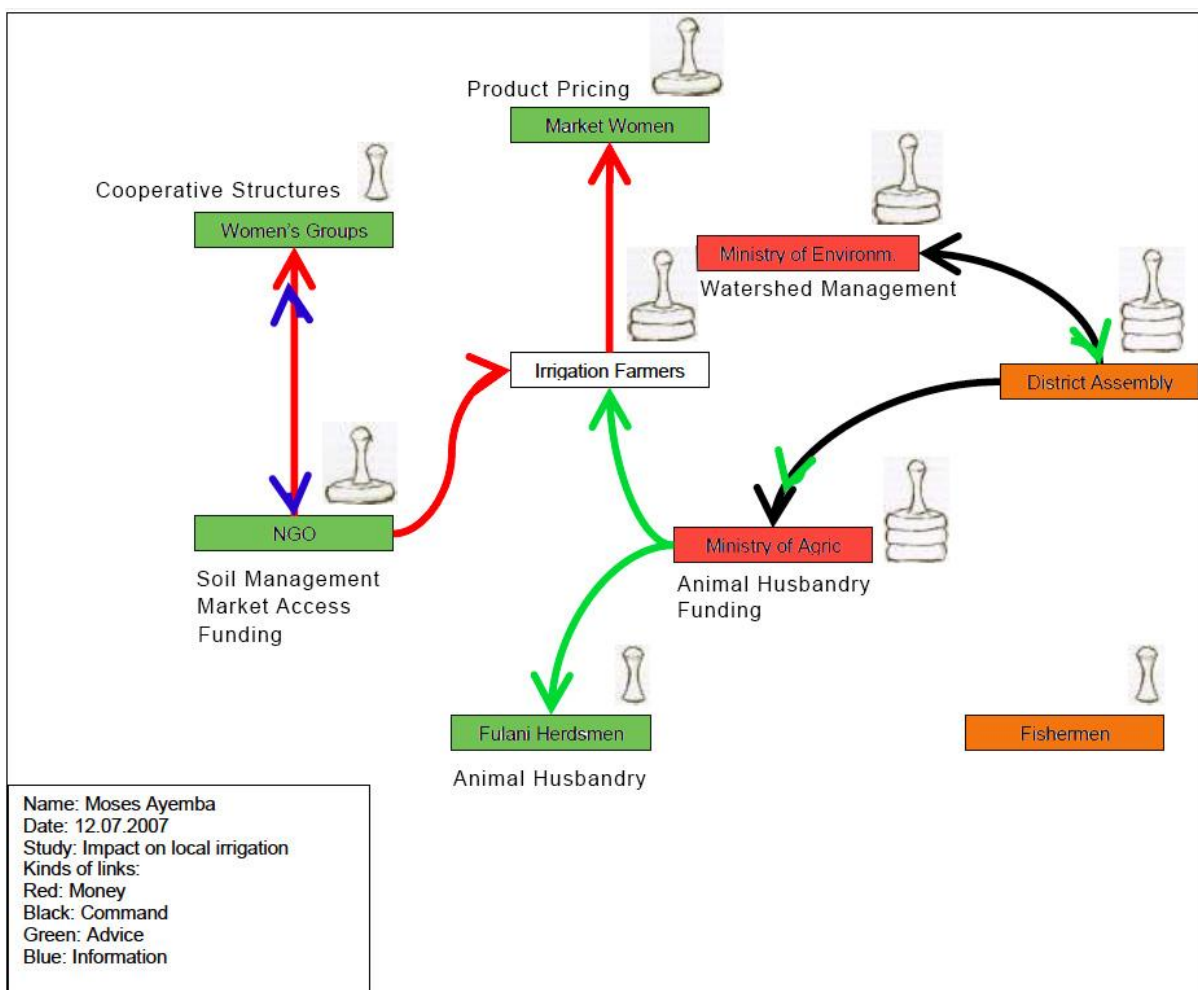 Product Pricing
Market Women
Cooperative Structures
Women's Groups
Ministry of Environm.
Watershed Management
Irrigation Farmers
District Assembly
NGO
Soil Management
Market Access
Funding
Ministry of Agric
Animal Husbandry
Funding
Fulani Herdsmen
Animal Husbandry
Fishermen
Name: Moses Ayemba
Date: 12.07.2007
Study: Impact on local irrigation
Kinds of links:
Red: Money
Black: Command
Green: Advice
Blue: Information